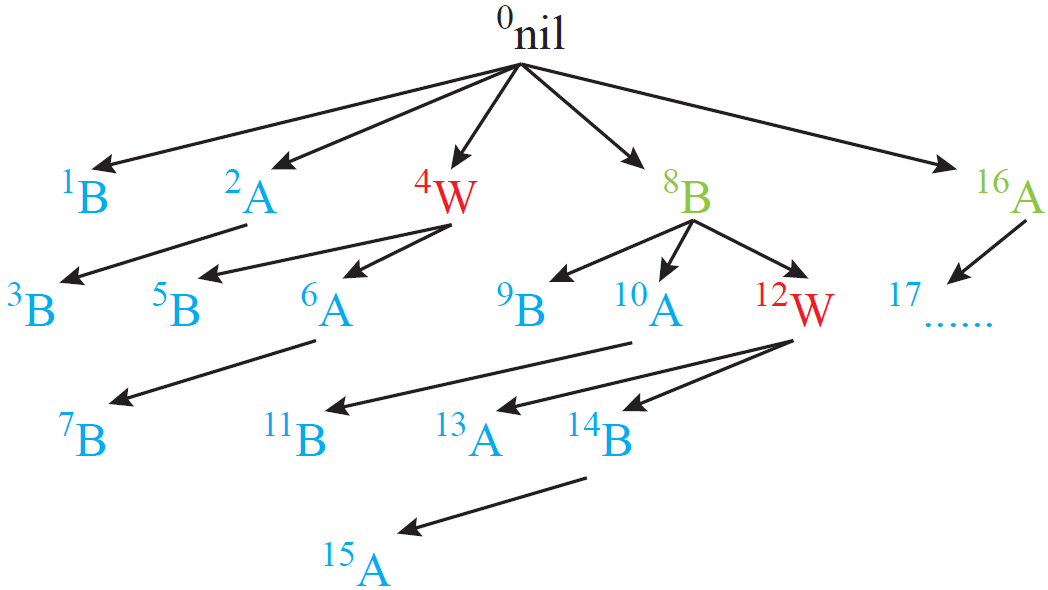 0nil
1B 2A 4W 8B 16A
3B 5B 6A 9B 10A 12W 17......
7B 11B 13A 14B
15A